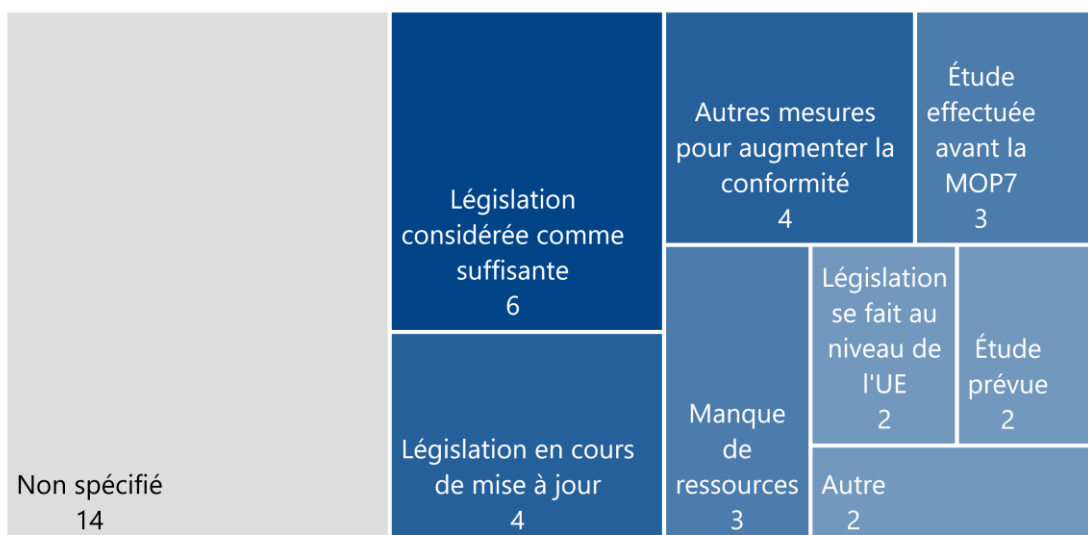 Non spécifié
14
Législation
considérée comme
suffisante
6
Législation en cours
de mise à jour
4
Autres mesures
pour augmenter la
conformité
4
Étude
effectuée
avant la
MOP7
3
Manque
de
ressources
3
Législation
se fait au
niveau de
l'UE
2
Étude
prévue
2
Autre
2